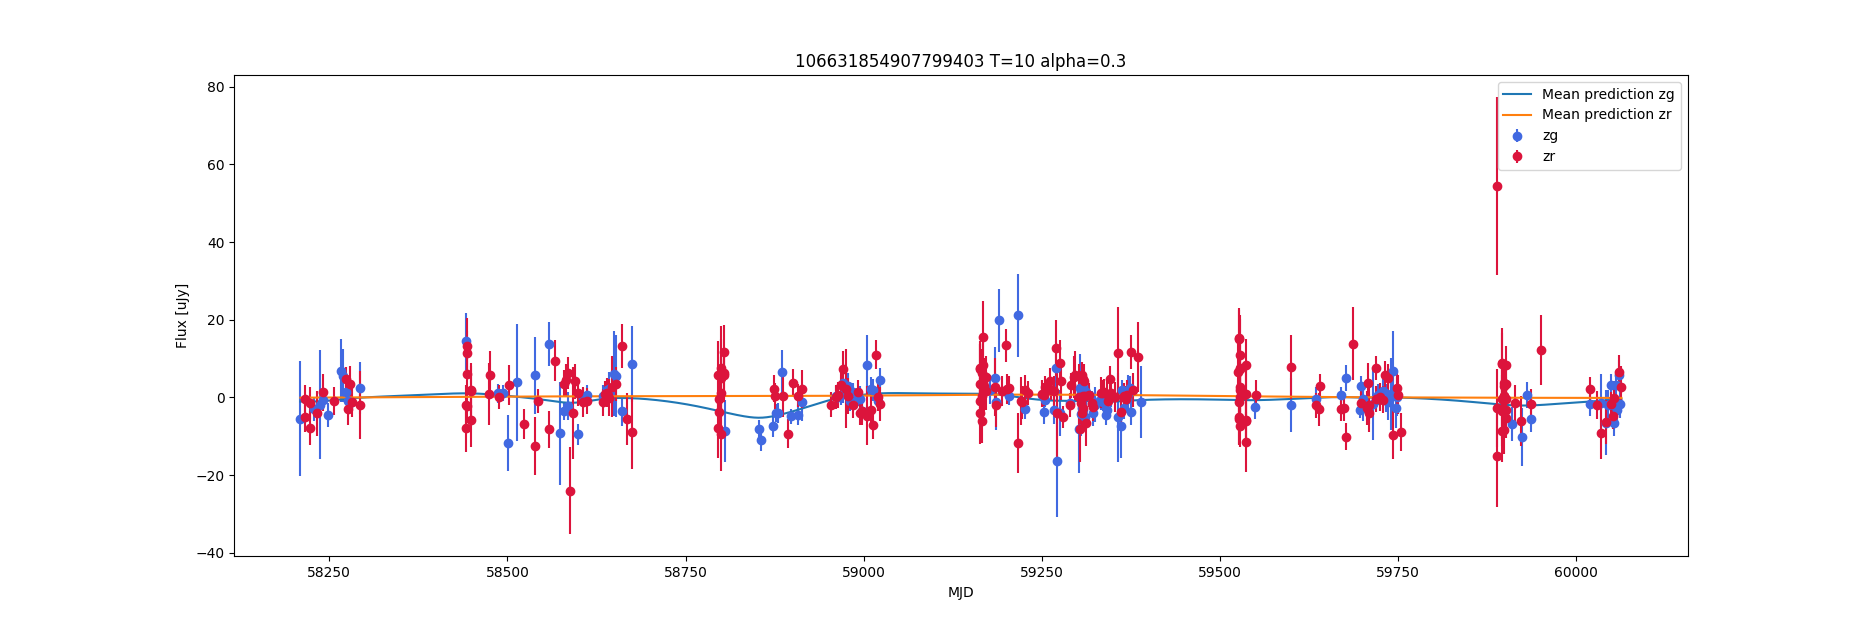 106631854907799403 T=10 alpha=0.3
Mean prediction zg
Mean prediction zr
zg
zr
80
60
40
20
0
−20
−40
Flux [uJy]
58250 58500 58750 59000 59250 59500 59750 60000
MJD